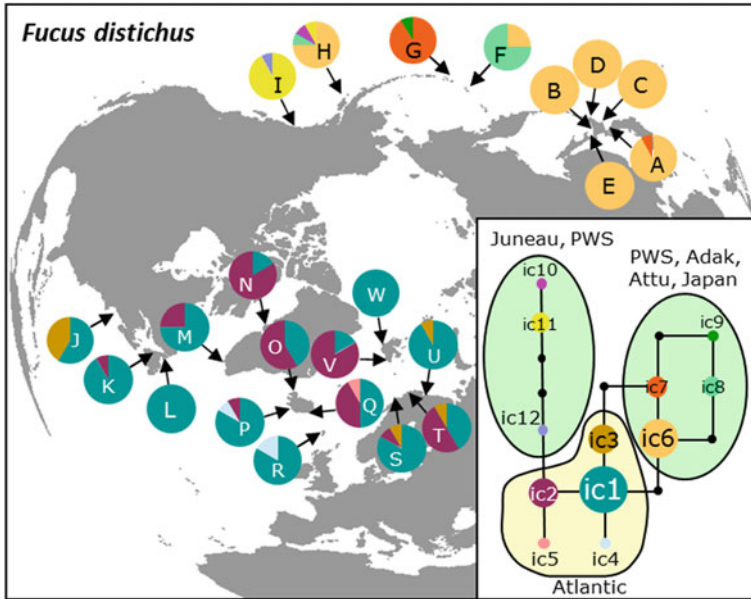 Fucus distichus
H
G
F
I
D
B
C
A
E
N
W
J
M
O
V
U
K
L
P
Q
R
S
T
Juneau, PWS
PWS, Adak,
Attu, Japan
ic10
ic11
ic9
ic7
ic8
ic12
ic3
ic6
ic2
ic1
ic5
ic4
Atlantic